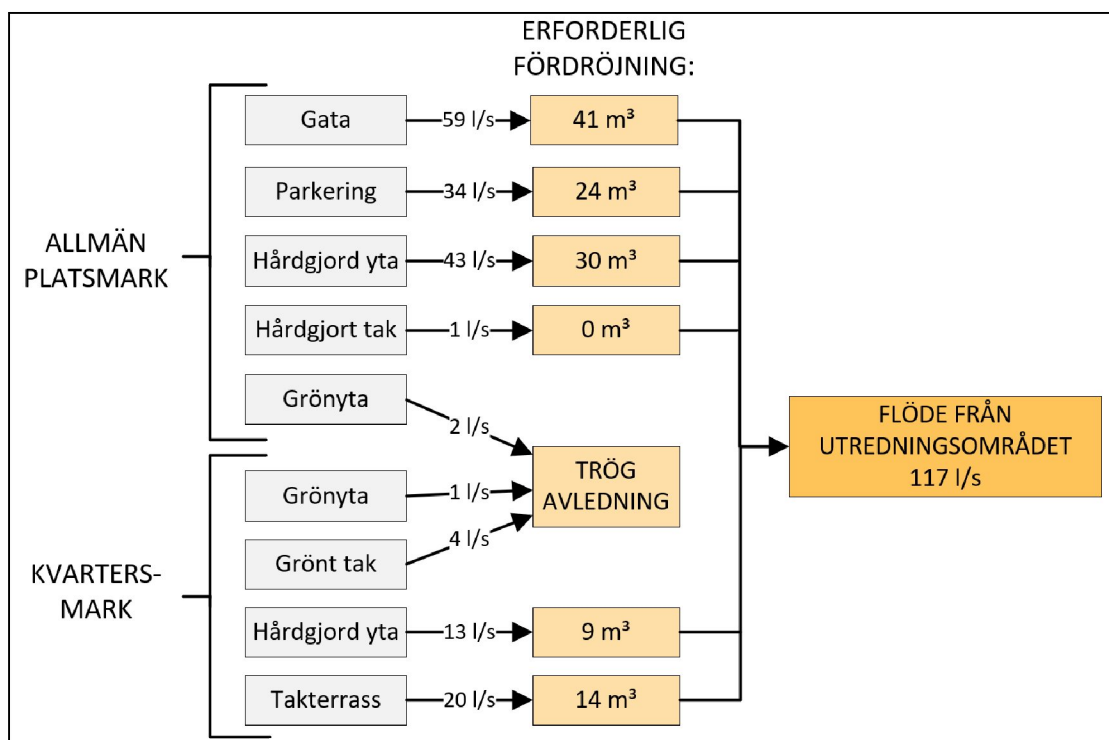 ERFORDERLIG
FÖRDRÖJNING:
ALLMÄN
PLATSMARK
Gata
59 l/s
41 m³
Parkering
34 l/s
24 m³
Hårdgjord yta
43 l/s
30 m³
Hårdgjort tak
1 l/s
0 m³
Grönyta
2 l/s
KVARTERS-
MARK
Grönyta
1 l/s
Grönt tak
4 l/s
TRÖG
AVLEDNING
Hårdgjord yta
13 l/s
9 m³
Takterrass
20 l/s
14 m³
FLÖDE FRÅN
UTREDNINGSOMRÅDET
117 l/s